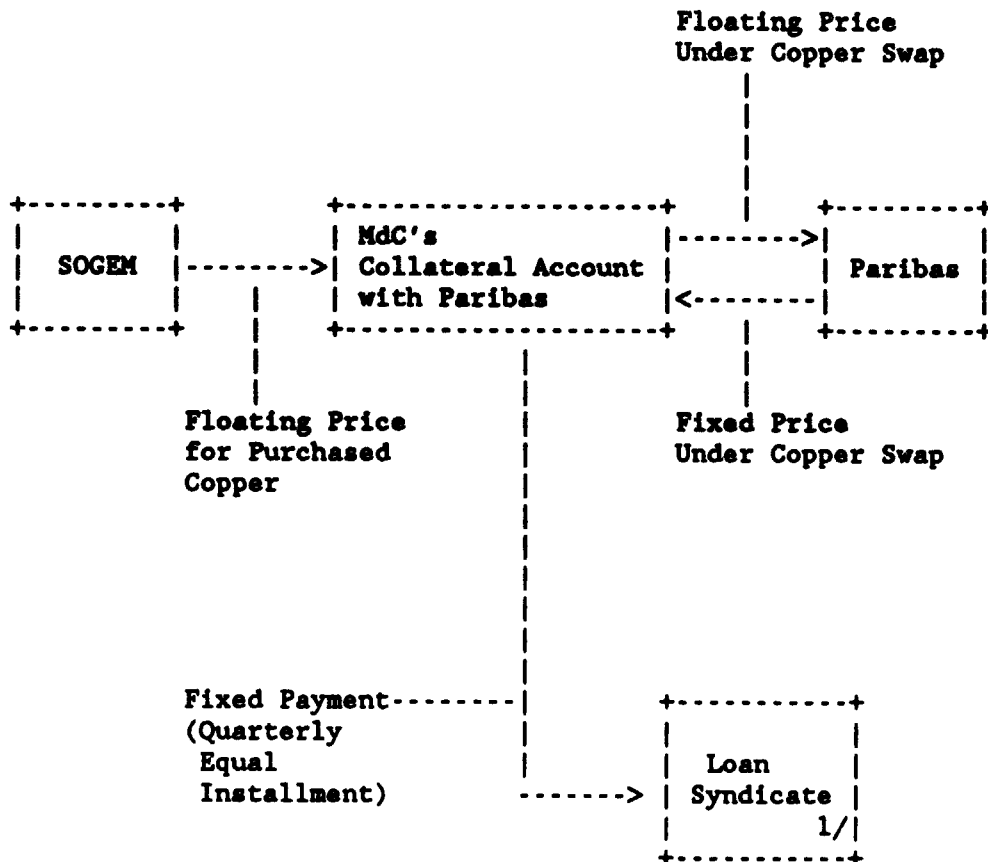 Floating Price
Under Copper Swap
SOGEM
MdC's
Collateral Account
with Paribas
Paribas
Floating Price
for Purchased
Copper
Fixed Price
Under Copper Swap
Fixed Payment
(Quarterly
Equal
Installment)
Loan
Syndicate
1/